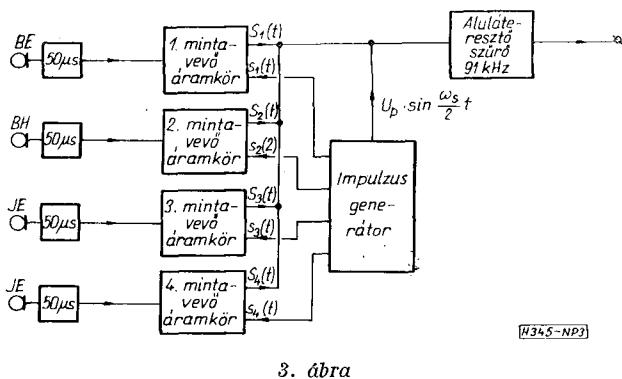 BE
50μs
1. minta-
vevő
áramkör
S₁(t)
s₁(t)
BH
50μs
2. minta-
vevő
áramkör
S₂(t)
s₂(2)
JE
50μs
3. minta-
vevő
áramkör
S₃(t)
s₃(t)
JE
50μs
4. minta-
vevő
áramkör
S₄(t)
s₄(t)
Impulzus
gene-
rátor
Uₚ · sin ωₛ/2 t
Aluláte-
resztő
szűrő
91 kHz
H345-NP3
3. ábra